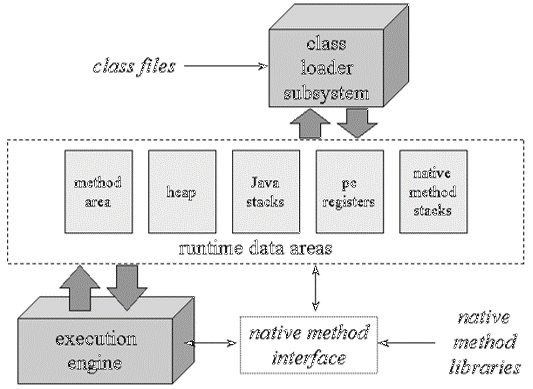 class
loader
subsystem
class files
method
area
heap
Java
stacks
pc
registers
native
method
stacks
runtime data areas
execution
engine
native method
interface
native
method
libraries